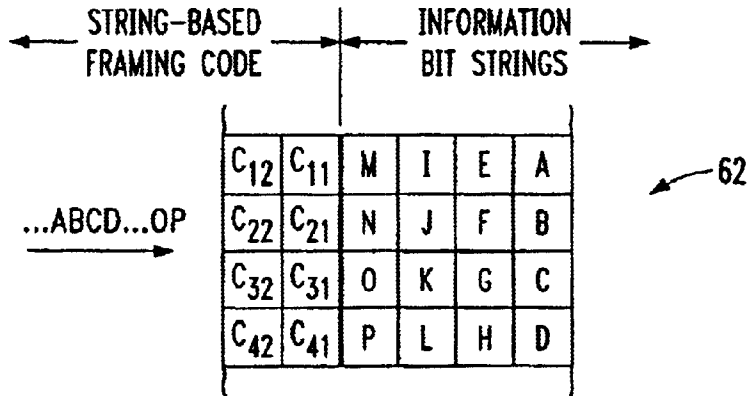 STRING-BASED
FRAMING CODE
INFORMATION
BIT STRINGS
C12 C11 M I E A
62
...ABCD...OP
C22 C21 N J F B
C32 C31 O K G C
C42 C41 P L H D